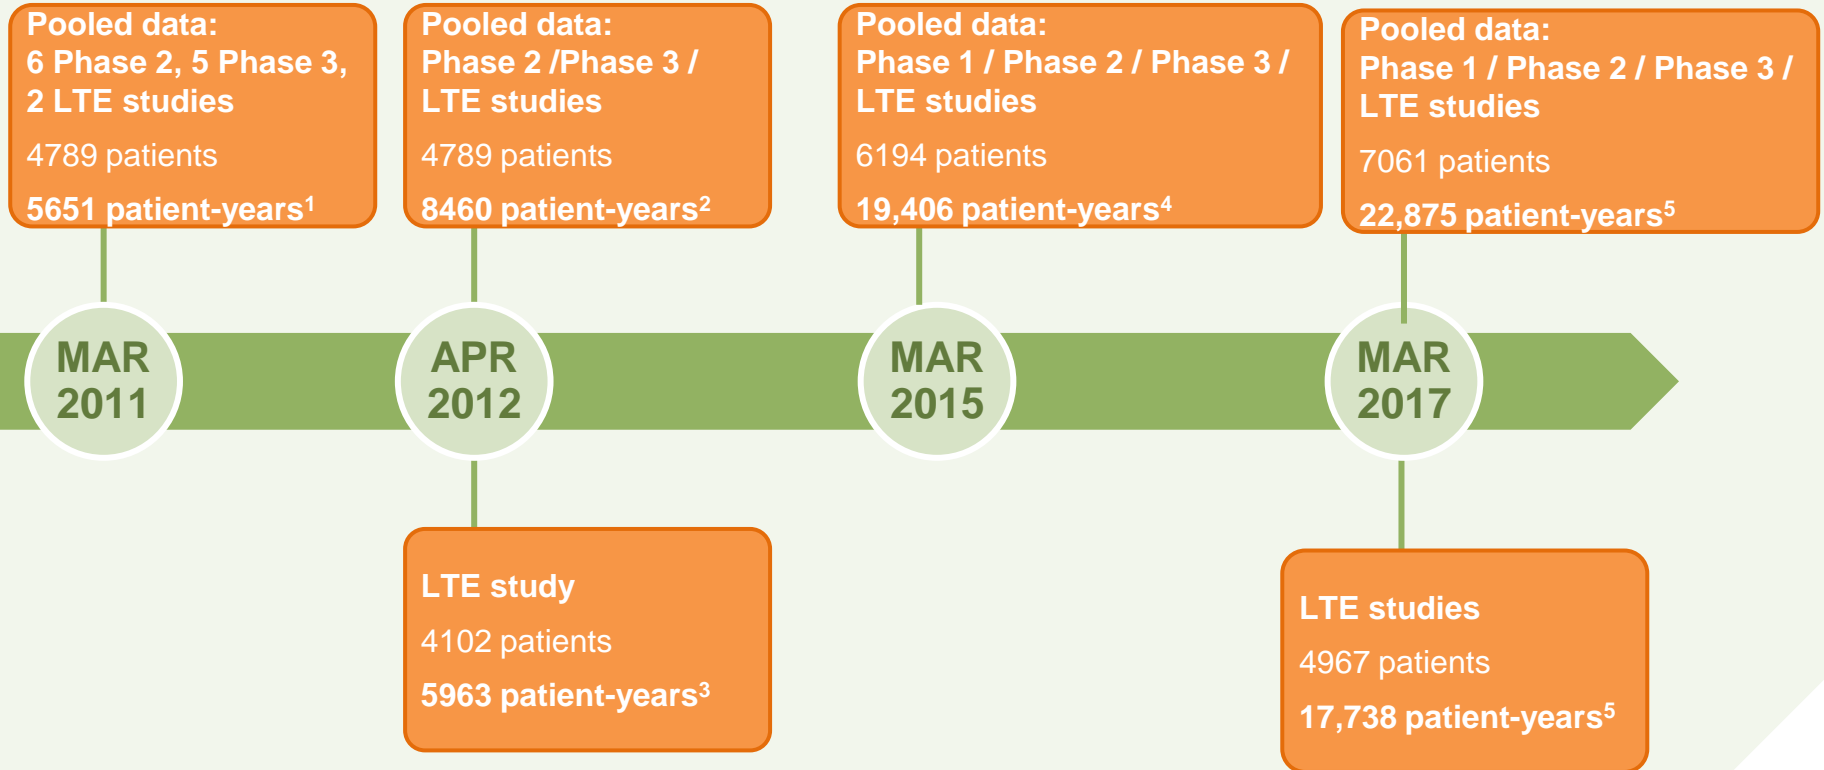 Pooled data:
6 Phase 2, 5 Phase 3,
2 LTE studies
4789 patients
5651 patient-years¹
Pooled data:
Phase 2 /Phase 3 /
LTE studies
4789 patients
8460 patient-years²
Pooled data:
Phase 1 / Phase 2 / Phase 3 /
LTE studies
6194 patients
19,406 patient-years⁴
Pooled data:
Phase 1 / Phase 2 / Phase 3 /
LTE studies
7061 patients
22,875 patient-years⁵
MAR
2011
APR
2012
MAR
2015
MAR
2017
LTE study
4102 patients
5963 patient-years³
LTE studies
4967 patients
17,738 patient-years⁵